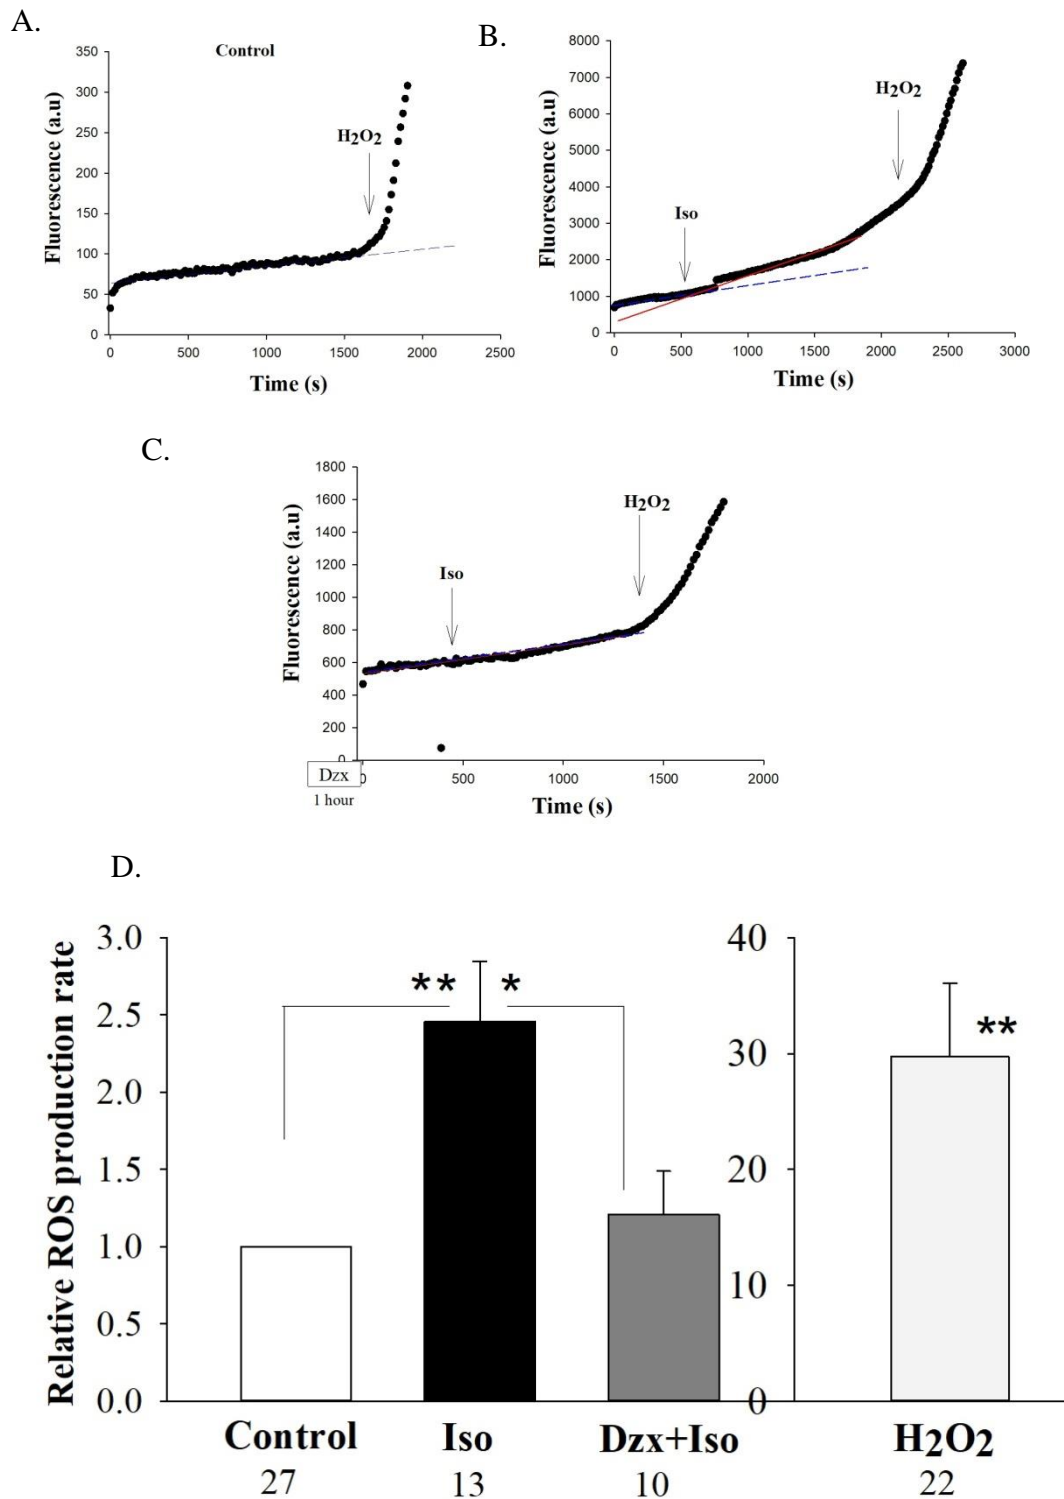 A.
Control
Fluorescence (a.u)
350
300
250
200
150
100
50
0
H2O2
0 500 1000 1500 2000 2500
Time (s)
B.
Fluorescence (a.u)
8000
7000
6000
5000
4000
3000
2000
1000
0
H2O2
Iso
0 500 1000 1500 2000 2500 3000
Time (s)
C.
Fluorescence (a.u)
1800
1600
1400
1200
1000
800
600
400
200
0
H2O2
Iso
Dzx
1 hour
0 500 1000 1500 2000
Time (s)
D.
Relative ROS production rate
3.0
2.5
2.0
1.5
1.0
0.5
0.0
** *
40
30
20
10
0
**
Control Iso Dzx+Iso H2O2
27 13 10 22